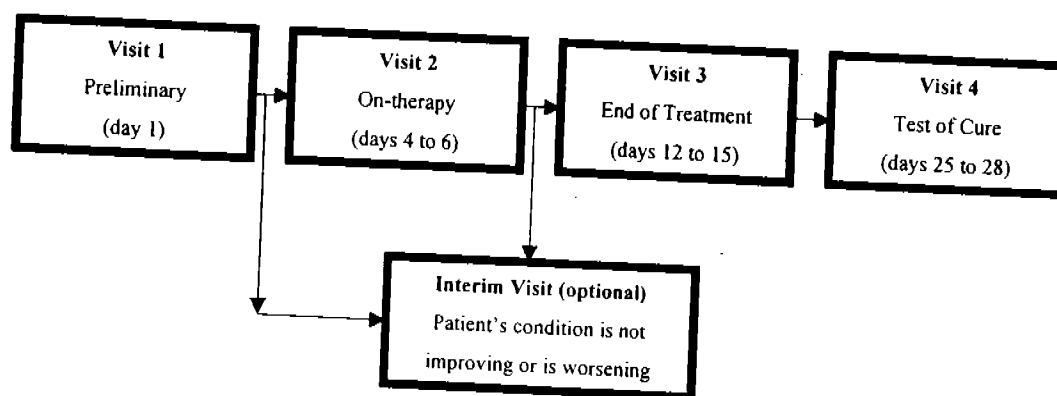 Visit 1
Preliminary
(day 1)
Visit 2
On-therapy
(days 4 to 6)
Visit 3
End of Treatment
(days 12 to 15)
Visit 4
Test of Cure
(days 25 to 28)
Interim Visit (optional)
Patient's condition is not
improving or is worsening